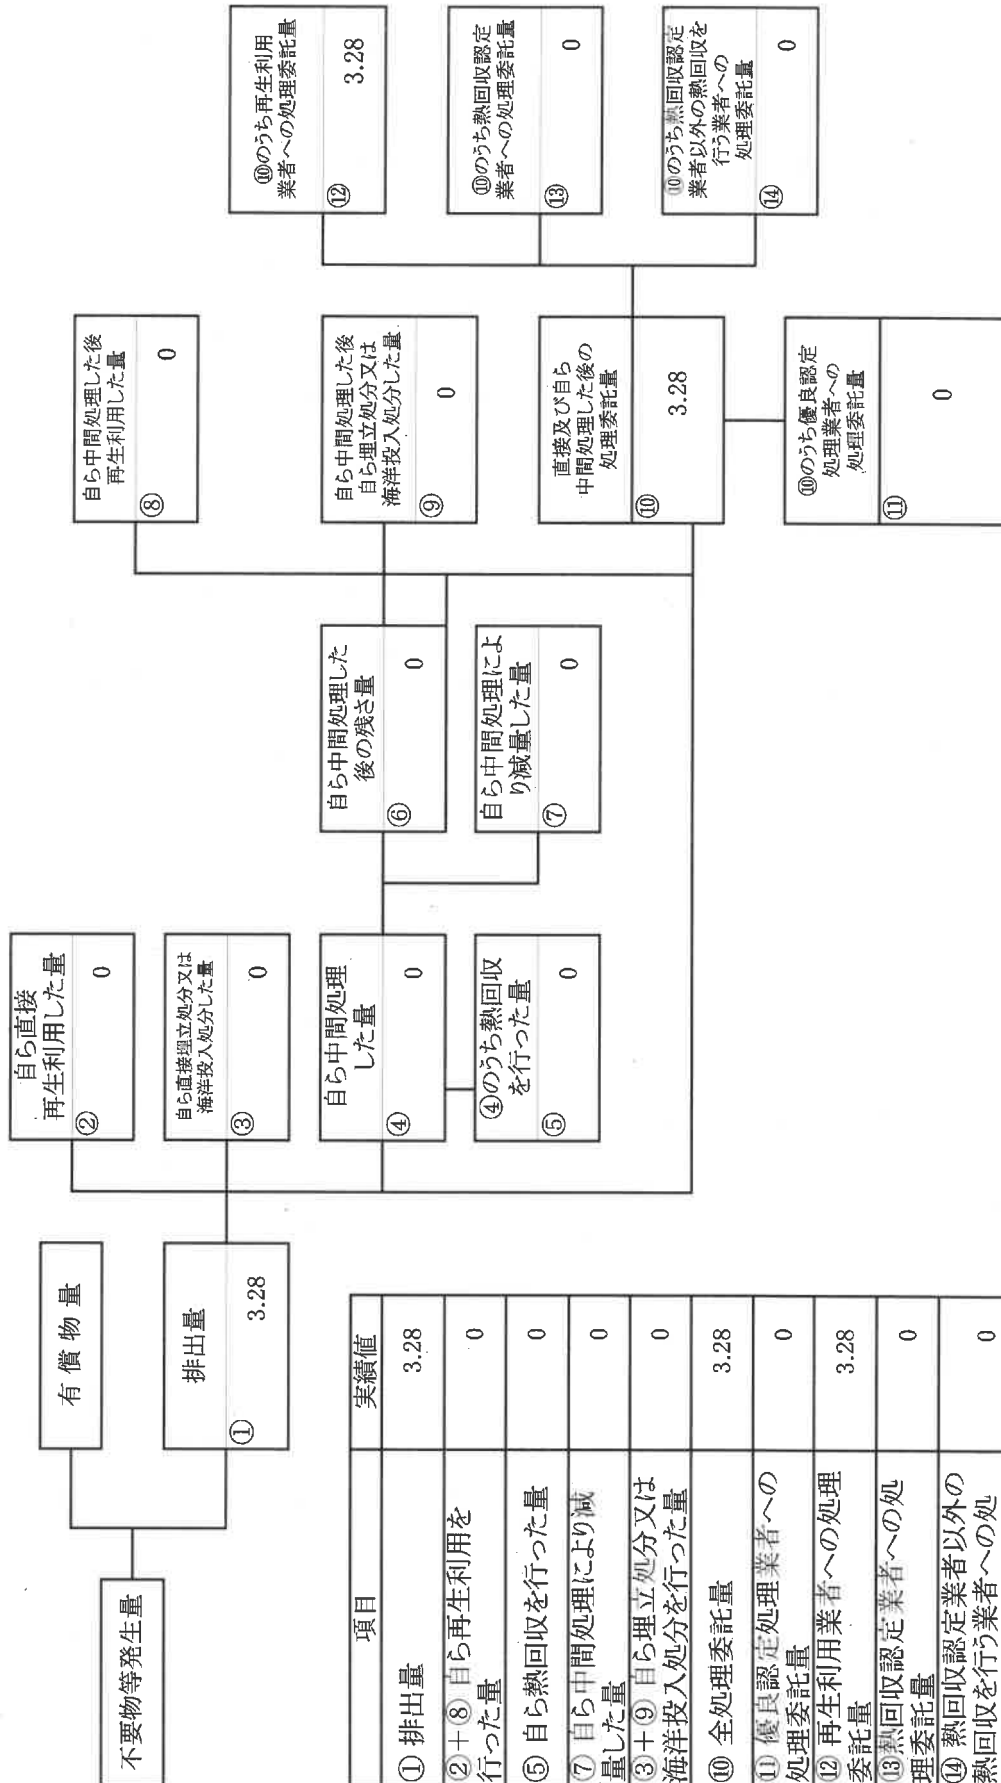 不要物等発生量
有償物量
排出量
①
3.28
自ら直接
再生利用した量
②
0
自ら直接埋立処分又は
海洋投入処分した量
③
0
自ら中間処理
した量
④
0
④のうち熱回収
を行った量
⑤
0
自ら中間処理した
後の残さ量
⑥
0
自ら中間処理によ
り減量した量
⑦
0
自ら中間処理した後
再生利用した量
⑧
0
自ら中間処理した後
自ら埋立処分又は
海洋投入処分した量
⑨
0
直接及び自ら
中間処理した後の
処理委託量
⑩
3.28
⑩のうち優良認定
処理業者への
処理委託量
⑪
0
⑩のうち再生利用
業者への処理委託量
⑫
3.28
⑩のうち熱回収認定
業者への処理委託量
⑬
0
⑩のうち熱回収認定
業者以外の熱回収を
行う業者への
処理委託量
⑭
0
項目 実績値
① 排出量 3.28
②+⑧ 自ら再生利用を
行った量 0
⑤ 自ら熱回収を行った量 0
⑦ 自ら中間処理により減
量した量 0
③+⑨ 自ら埋立処分又は
海洋投入処分を行った量 0
⑩ 全処理委託量 3.28
⑪ 優良認定処理業者への
処理委託量 0
⑫ 再生利用業者への処理
委託量 3.28
⑬ 熱回収認定業者への処
理委託量 0
⑭ 熱回収認定業者以外の
熱回収を行う業者への処 0